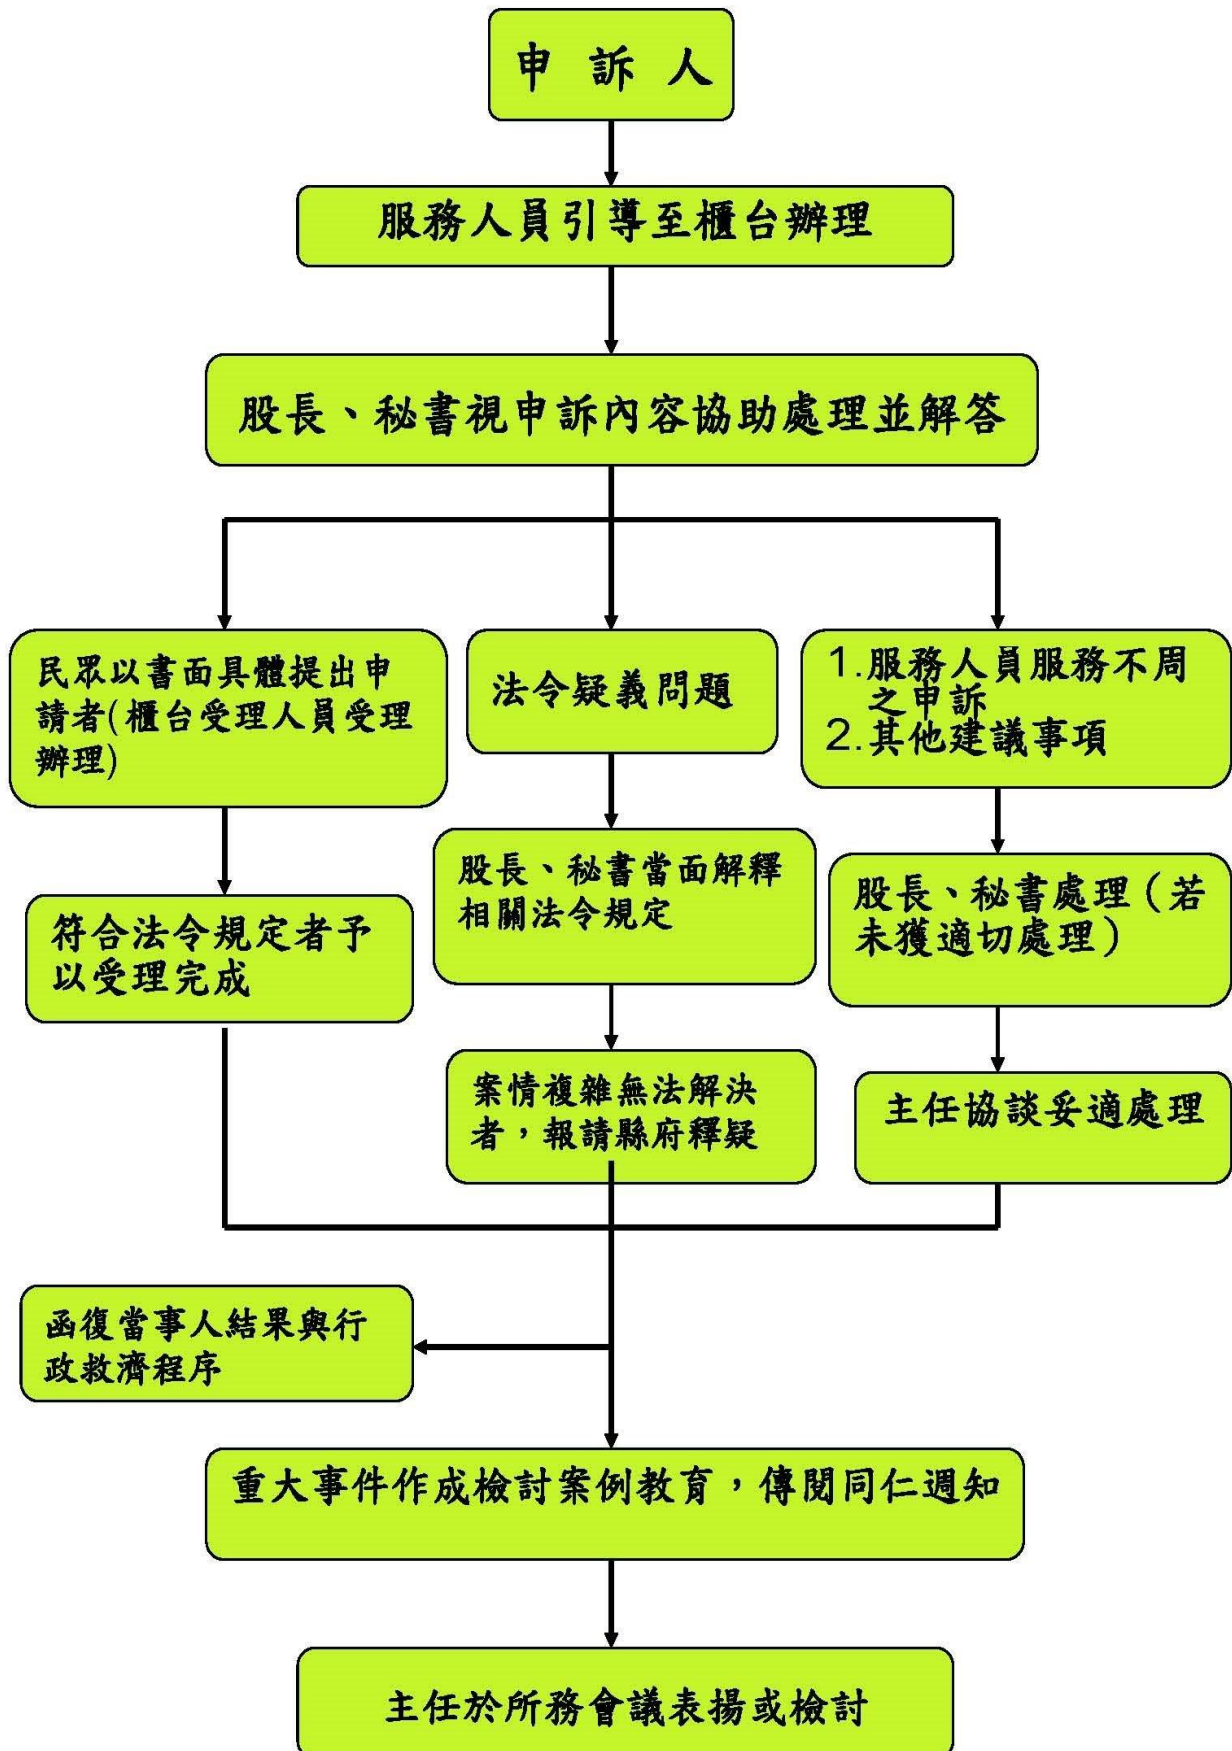 申訴人
服務人員引導至櫃台辦理
股長、秘書視申訴內容協助處理並解答
民眾以書面具體提出申
請者(櫃台受理人員受理
辦理)
符合法令規定者予
以受理完成
法令疑義問題
股長、秘書當面解釋
相關法令規定
案情複雜無法解決
者，報請縣府釋疑
1.服務人員服務不周
之申訴
2.其他建議事項
股長、秘書處理（若
未獲適切處理）
主任協談妥適處理
函復當事人結果與行
政救濟程序
重大事件作成檢討案例教育，傳閱同仁週知
主任於所務會議表揚或檢討